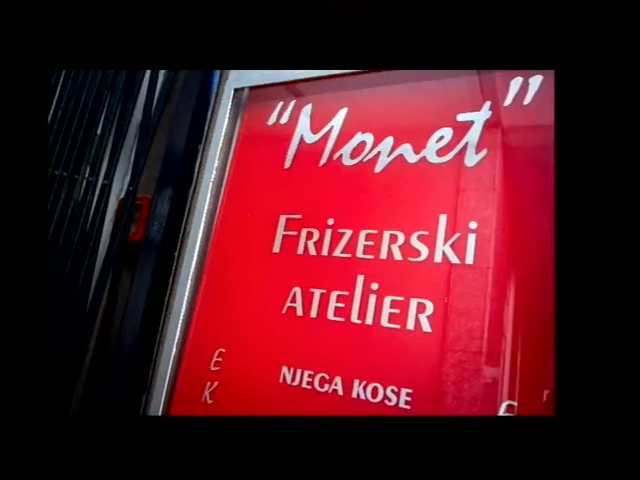 "Monet"
FRIZERSKI
ATELIER
E
K
NJEGA KOSE